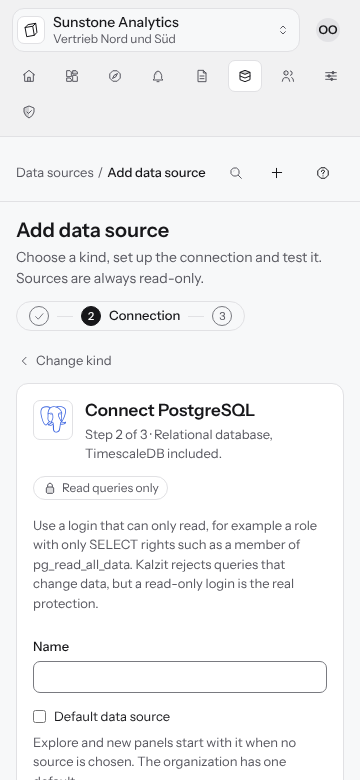 Sunstone Analytics
Vertrieb Nord und Süd
OO
Data sources / Add data source
Add data source
Choose a kind, set up the connection and test it.
Sources are always read-only.
2 Connection 3
Change kind
Connect PostgreSQL
Step 2 of 3 · Relational database,
TimescaleDB included.
Read queries only
Use a login that can only read, for example a role
with only SELECT rights such as a member of
pg_read_all_data. Kalzit rejects queries that
change data, but a read-only login is the real
protection.
Name
Default data source
Explore and new panels start with it when no
source is chosen. The organization has one
default.